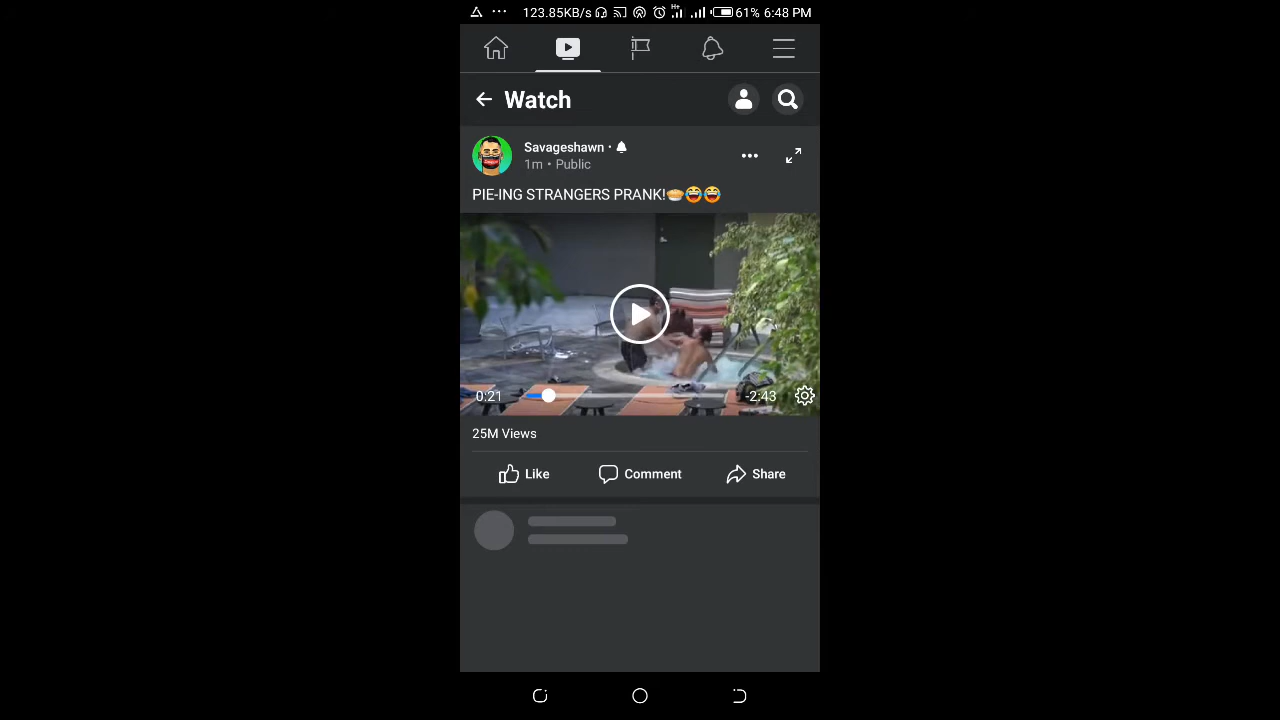 123.85KB/s H+ 61% 6:48 PM
Watch
Savageshawn ·
1m • Public
PIE-ING STRANGERS PRANK!🥧😂😂
0:21 -2:43
25M Views
Like Comment Share